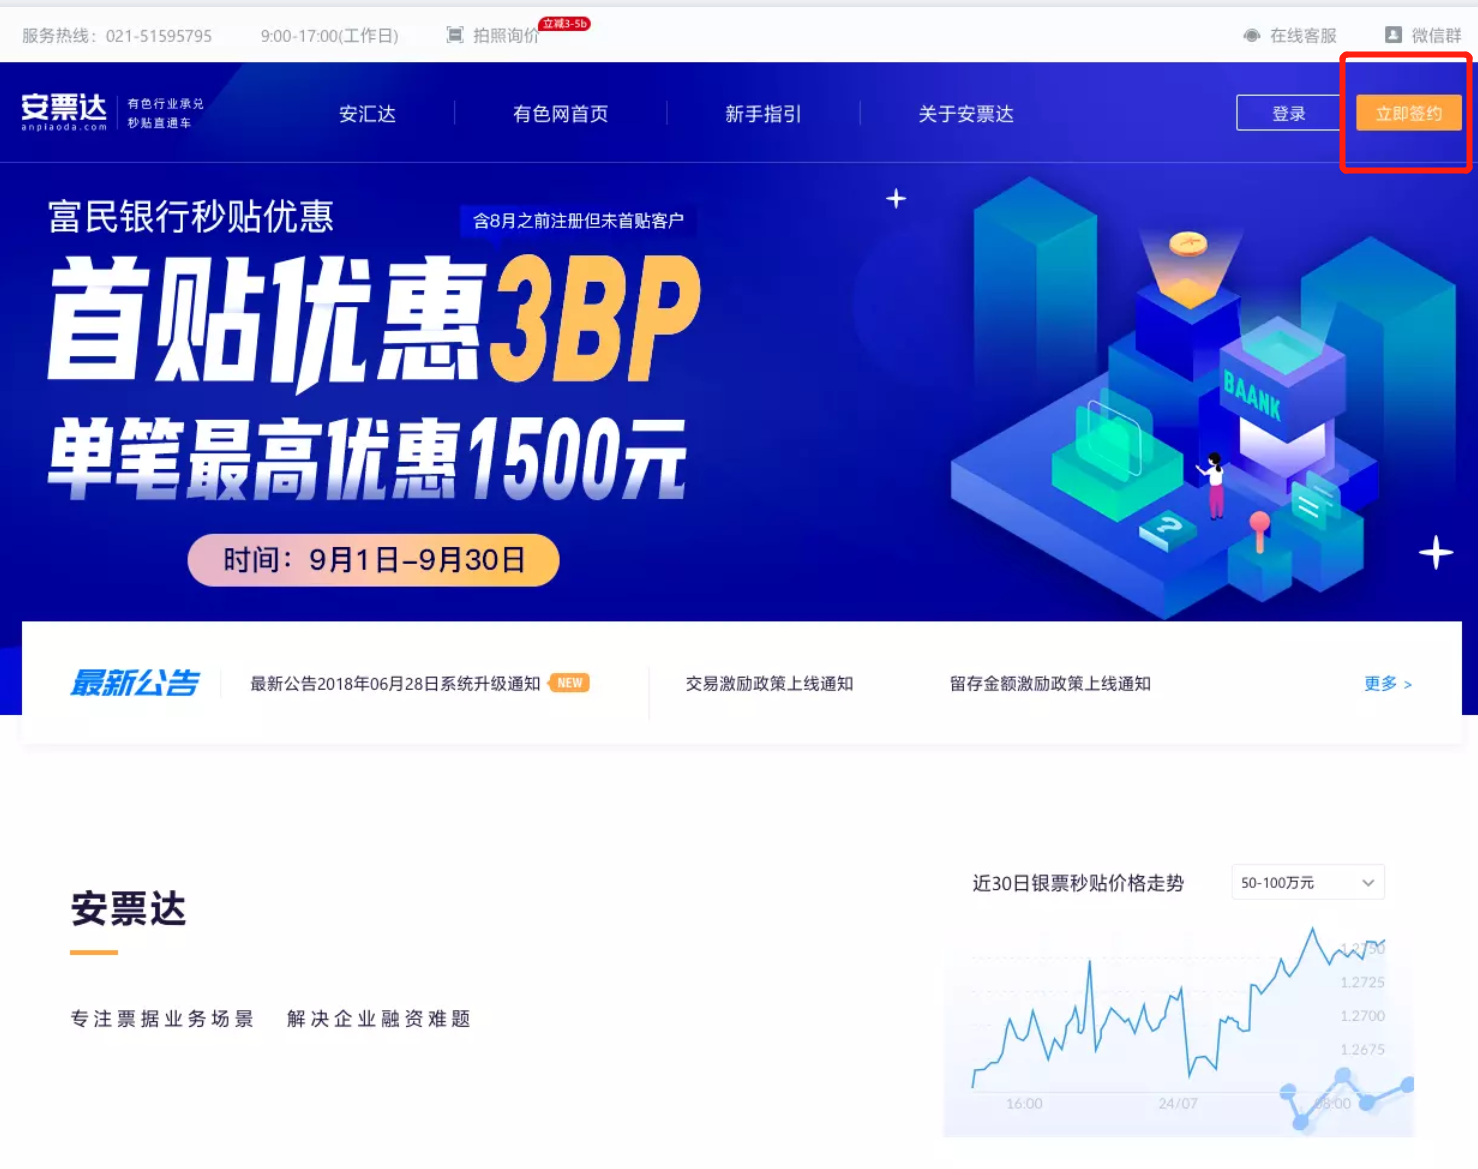 服务热线：021-51595795 9:00-17:00(工作日) 拍照询价 立减3-5b 在线客服 微信群
安票达 anpiaoda.com 有色行业承兑 秒贴直通车 安汇达 有色网首页 新手指引 关于安票达 登录 立即签约
富民银行秒贴优惠 含8月之前注册但未首贴客户
首贴优惠3BP
单笔最高优惠1500元
时间：9月1日-9月30日
BAANK
?
最新公告 最新公告2018年06月28日系统升级通知 NEW 交易激励政策上线通知 留存金额激励政策上线通知 更多 >
安票达
专注票据业务场景 解决企业融资难题
近30日银票秒贴价格走势 50-100万元
1.2750
1.2725
1.2700
1.2675
16:00 24/07 08:00